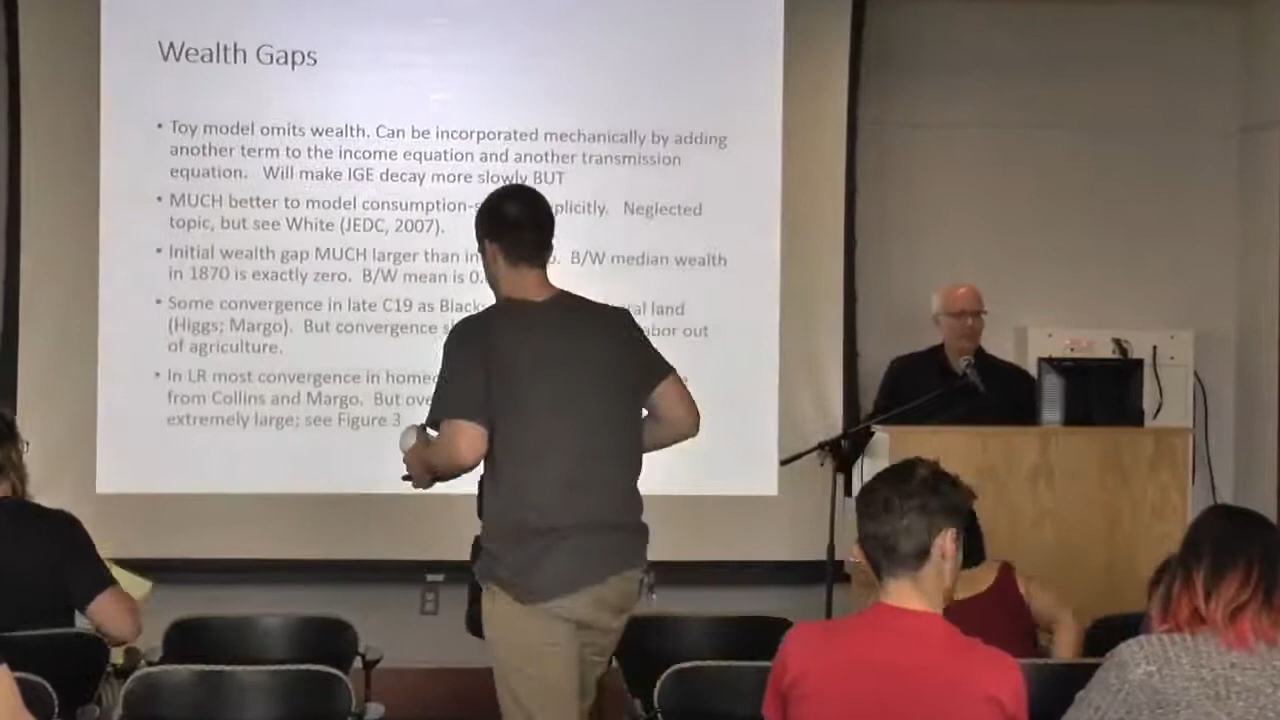 Wealth Gaps
• Toy model omits wealth. Can be incorporated mechanically by adding
another term to the income equation and another transmission
equation. Will make IGE decay more slowly BUT
• MUCH better to model consumption-s plicitly. Neglected
topic, but see White (JEDC, 2007).
• Initial wealth gap MUCH larger than in . B/W median wealth
in 1870 is exactly zero. B/W mean is 0.
• Some convergence in late C19 as Black ral land
(Higgs; Margo). But convergence s abor out
of agriculture.
• In LR most convergence in home
from Collins and Margo. But ove
extremely large; see Figure 3